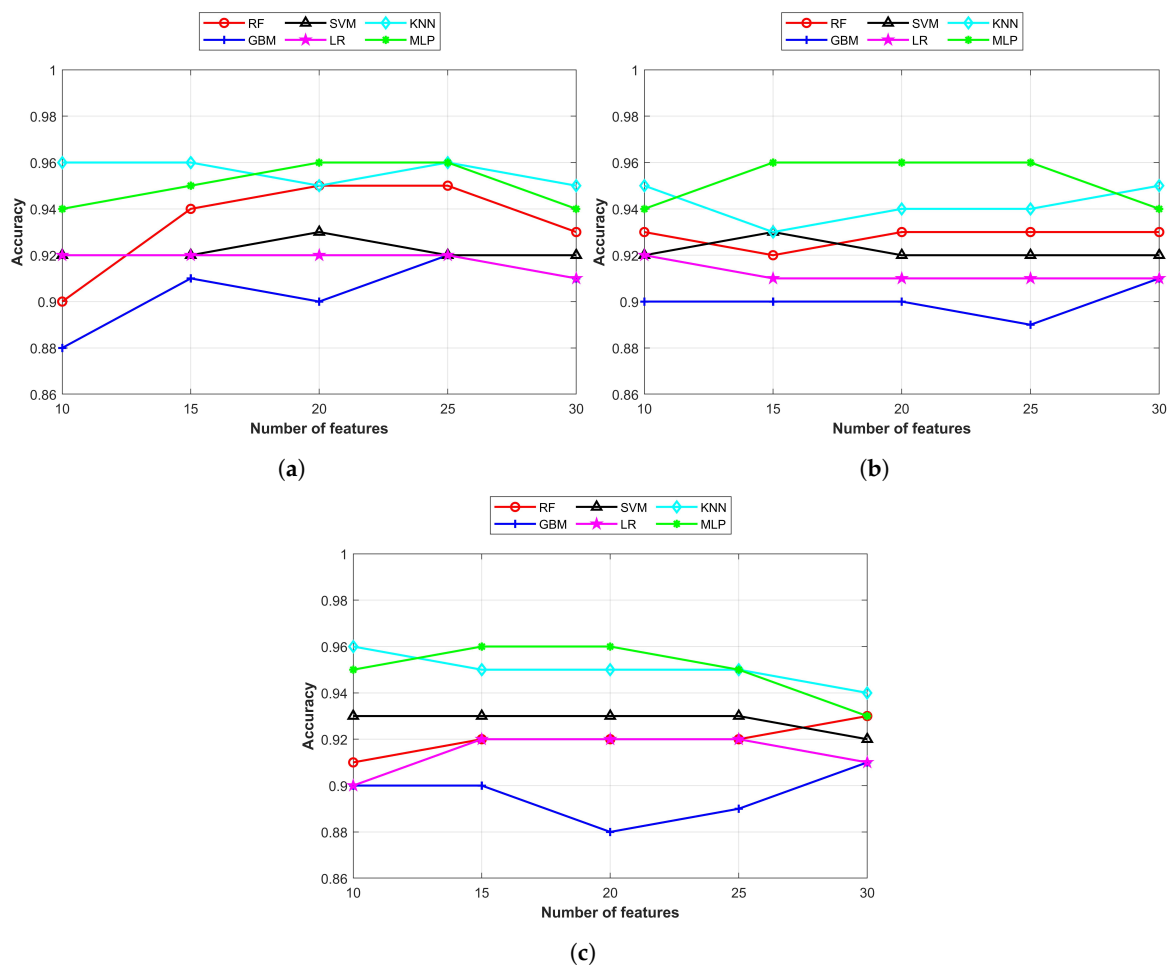 RF SVM KNN
GBM LR MLP
1
0.98
0.96
0.94
0.92
0.9
0.88
0.86
Accuracy
10 15 20 25 30
Number of features
(a)
RF SVM KNN
GBM LR MLP
1
0.98
0.96
0.94
0.92
0.9
0.88
0.86
Accuracy
10 15 20 25 30
Number of features
(b)
RF SVM KNN
GBM LR MLP
1
0.98
0.96
0.94
0.92
0.9
0.88
0.86
Accuracy
10 15 20 25 30
Number of features
(c)